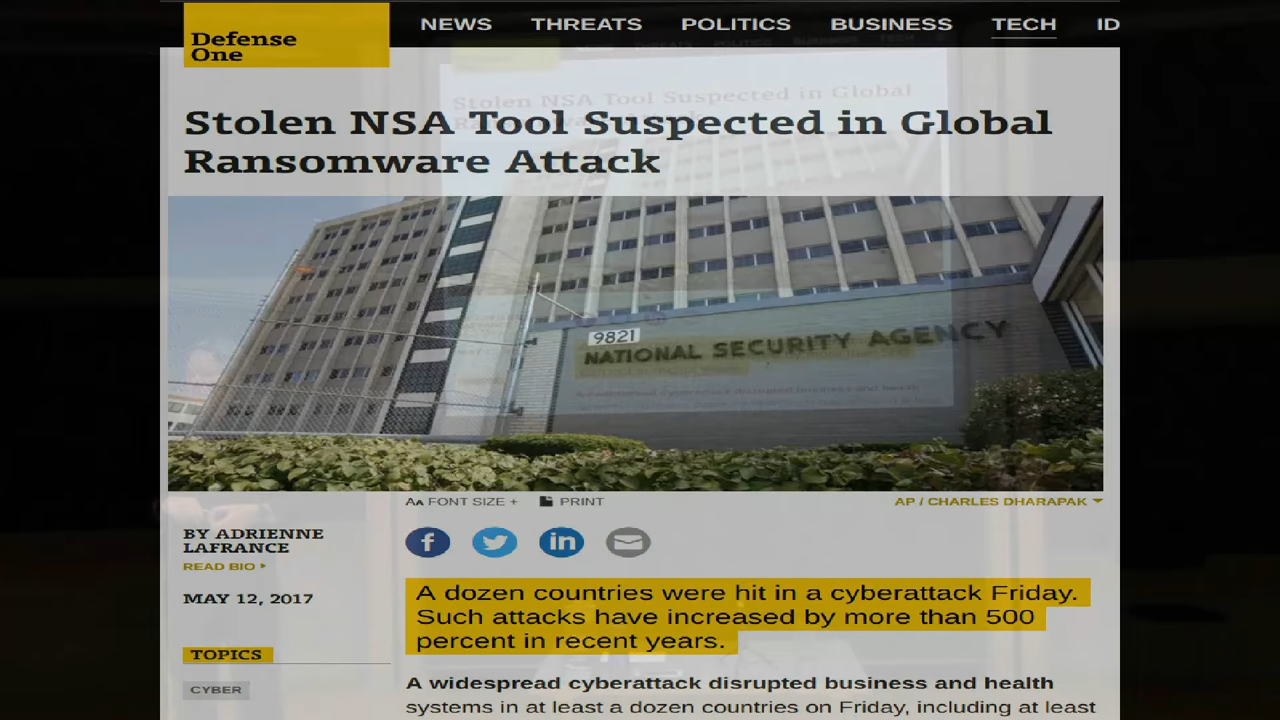 NEWS THREATS POLITICS BUSINESS TECH ID
Defense
One
Stolen NSA Tool Suspected in Global
Ransomware Attack
9821
NATIONAL SECURITY AGENCY
AA FONT SIZE + PRINT AP / CHARLES DHARAPAK
BY ADRIENNE
LAFRANCE
READ BIO
MAY 12, 2017
TOPICS
CYBER
A dozen countries were hit in a cyberattack Friday.
Such attacks have increased by more than 500
percent in recent years.
A widespread cyberattack disrupted business and health
systems in at least a dozen countries on Friday, including at least